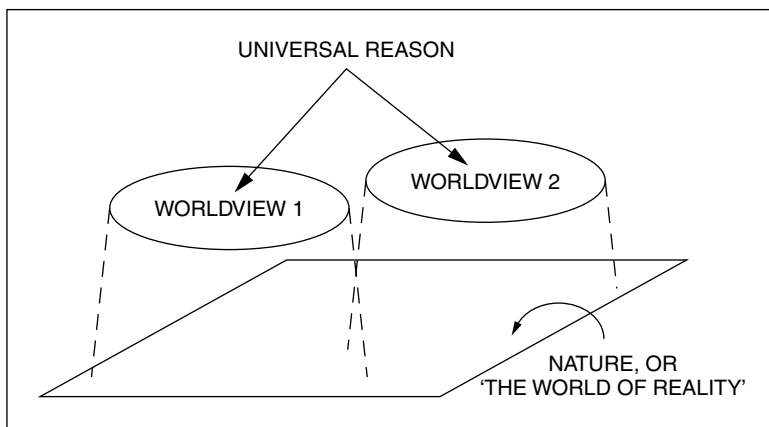 UNIVERSAL REASON
WORLDVIEW 1
WORLDVIEW 2
NATURE, OR
‘THE WORLD OF REALITY’